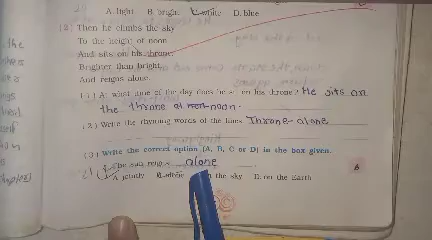 A. light B. bright C. white D. blue
(2) Then he climbs the sky
To the height of noon
And sits on his throne
Brighter than bright,
And reigns alone.
(1) At what time of the day does he sit on his throne? He sits on
the throne at noon.
(2) Write the rhyming words of the lines Throne-alone
(3) Write the correct option (A, B, C or D) in the box given.
The sun reigns alone
A. jointly B. alone in the sky D. on the Earth
A